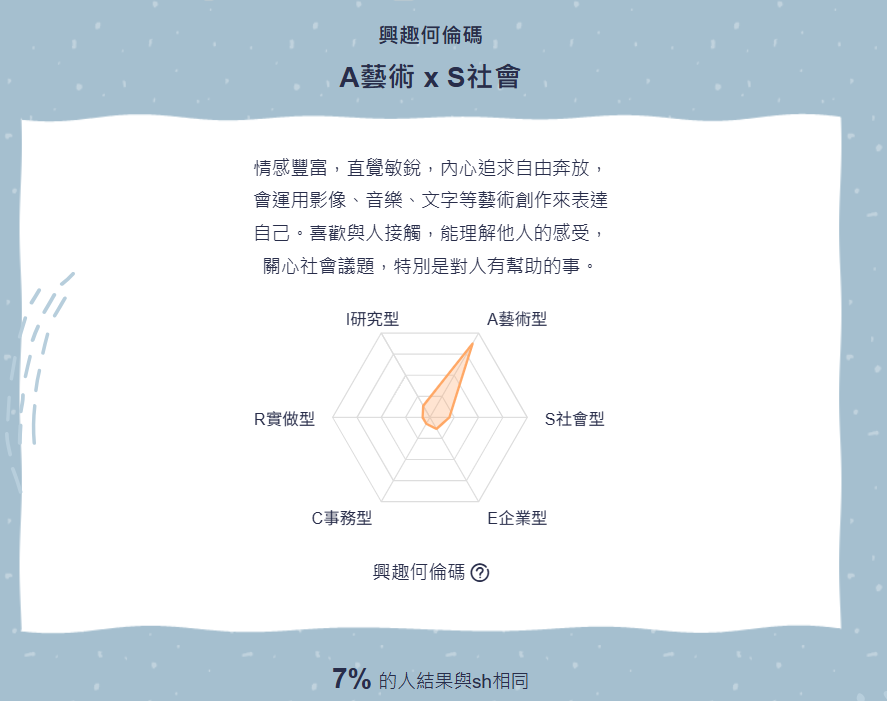 興趣何倫碼
A藝術 x S社會
情感豐富，直覺敏銳，內心追求自由奔放，
會運用影像、音樂、文字等藝術創作來表達
自己。喜歡與人接觸，能理解他人的感受，
關心社會議題，特別是對人有幫助的事。
I研究型 A藝術型
R實做型 S社會型
C事務型 E企業型
興趣何倫碼 ?
7% 的人結果與sh相同